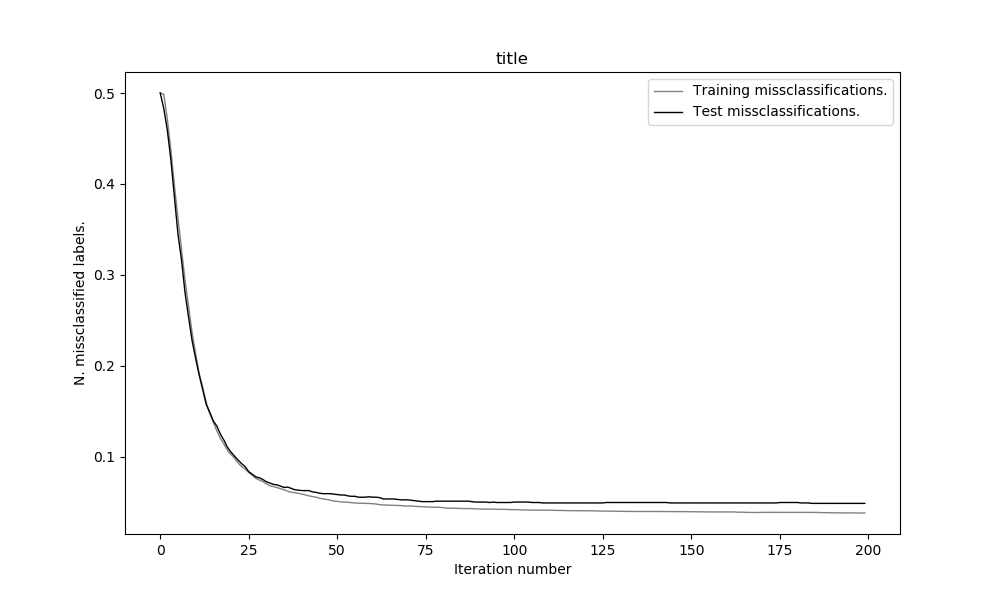 title
Training missclassifications.
Test missclassifications.
N. missclassified labels.
0.5
0.4
0.3
0.2
0.1
0 25 50 75 100 125 150 175 200
Iteration number